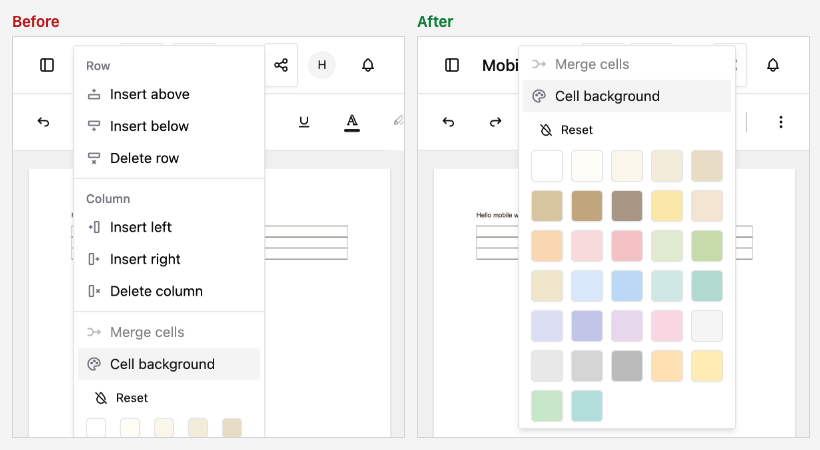 Before
After
H
Mobi
Row
Insert above
Insert below
Delete row
U
A
Column
Insert left
Insert right
Delete column
Merge cells
Cell background
Reset
Merge cells
Cell background
Reset
Hello mobile w